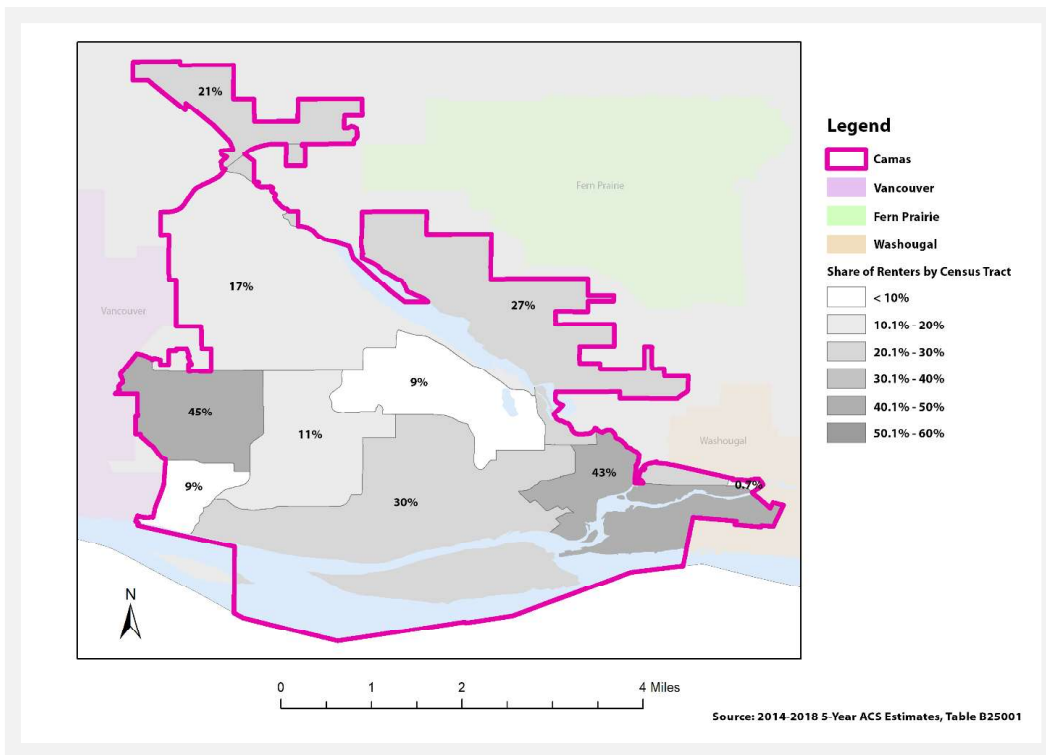 21%
Fern Prairie
17%
27%
Vancouver
9%
45%
11%
Washougal
43%
9%
0.7%
30%
N
0 1 2 4 Miles
Legend
Camas
Vancouver
Fern Prairie
Washougal
Share of Renters by Census Tract
< 10%
10.1% - 20%
20.1% - 30%
30.1% - 40%
40.1% - 50%
50.1% - 60%
Source: 2014-2018 5-Year ACS Estimates, Table B25001